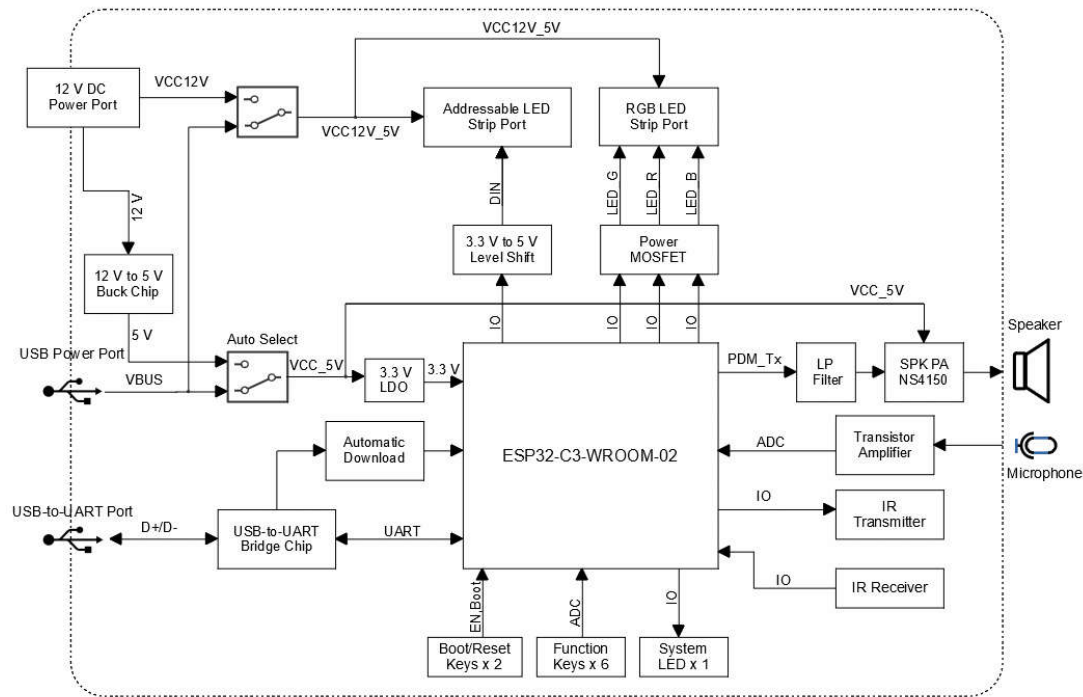 VCC12V_5V
12 V DC
Power Port
VCC12V
VCC12V_5V
Addressable LED
Strip Port
RGB LED
Strip Port
12 V
DIN
LED_G
LED_R
LED_B
12 V to 5 V
Buck Chip
3.3 V to 5 V
Level Shift
Power
MOSFET
5 V
IO
IO
IO
IO
VCC_5V
USB Power Port
VBUS
Auto Select
VCC_5V
3.3 V
LDO
3.3 V
ESP32-C3-WROOM-02
PDM_Tx
LP
Filter
SPK PA
NS4150
Speaker
Automatic
Download
ADC
Transistor
Amplifier
Microphone
USB-to-UART Port
D+/D-
USB-to-UART
Bridge Chip
UART
IO
IR
Transmitter
IO
IR Receiver
EN,Boot
ADC
IO
Boot/Reset
Keys x 2
Function
Keys x 6
System
LED x 1